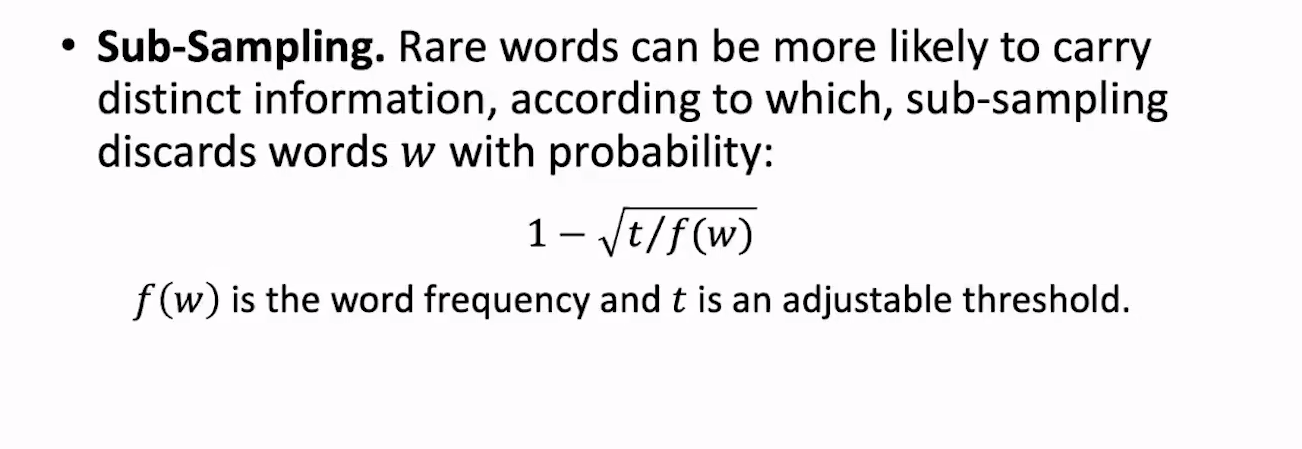 • Sub-Sampling. Rare words can be more likely to carry
distinct information, according to which, sub-sampling
discards words w with probability:
1 − √t/f(w)
f(w) is the word frequency and t is an adjustable threshold.